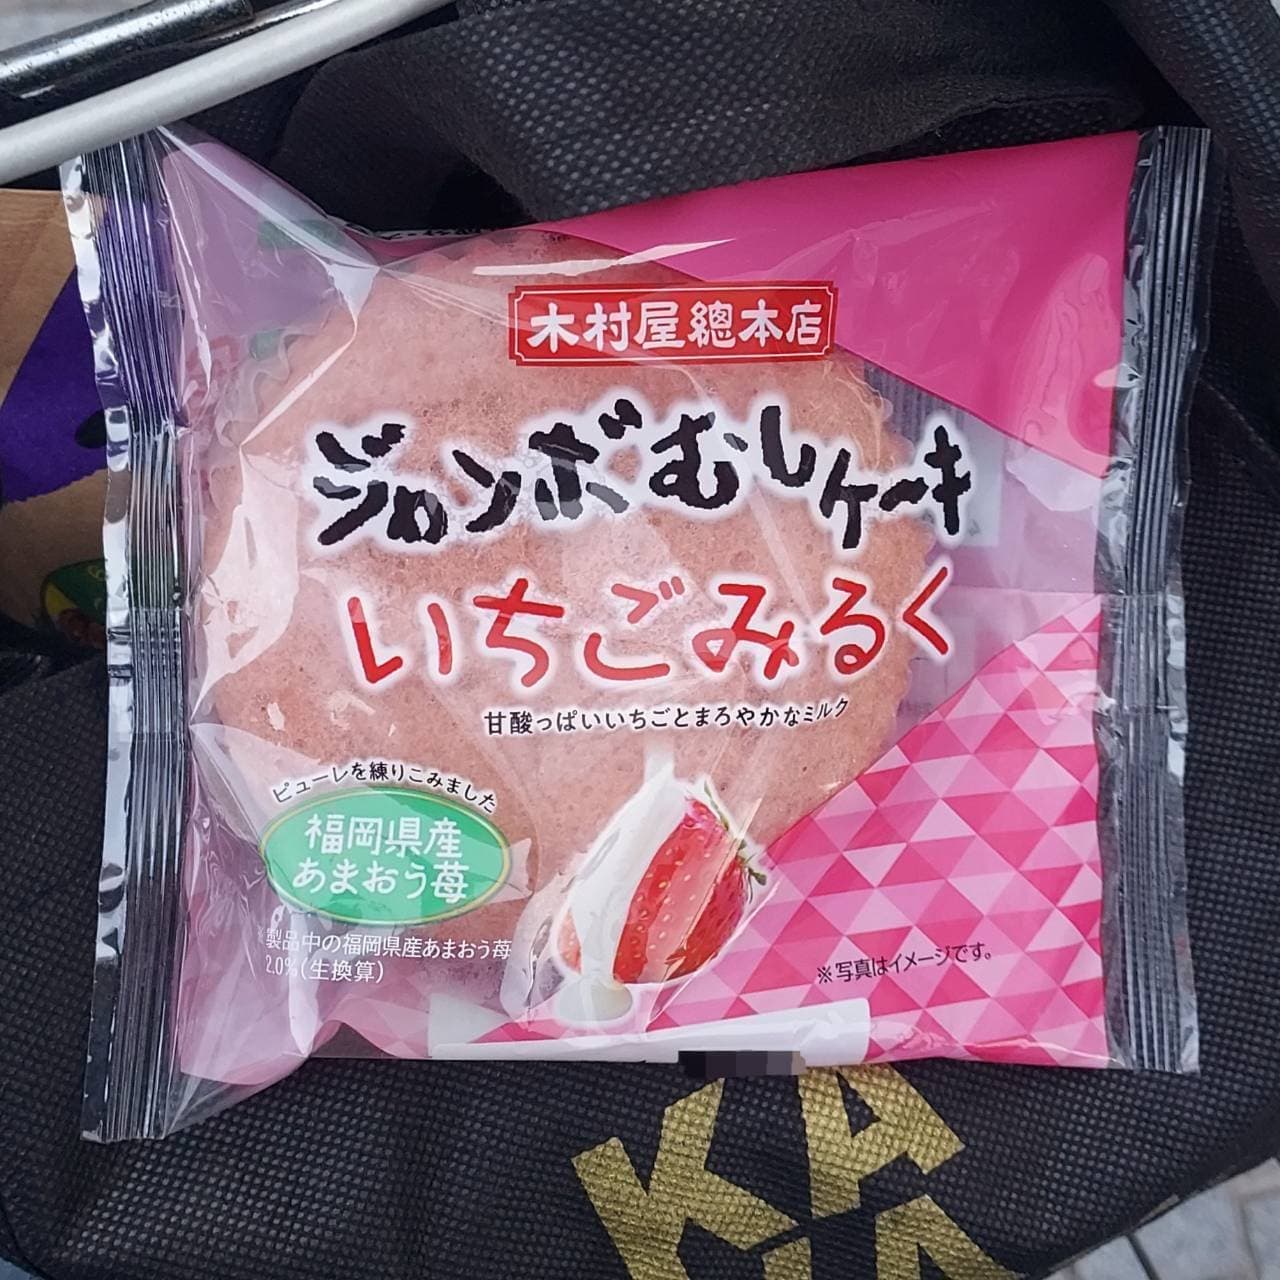 木村屋總本店
ジャンボむしケーキ
いちごみるく
甘酸っぱいいちごとまろやかなミルク
ピューレを練りこみました
福岡県産
あまおう苺
※製品中の福岡県産あまおう苺
2.0%(生換算)
※写真はイメージです。
KA